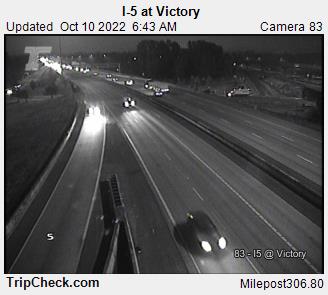 I-5 at Victory
Updated Oct 10 2022 6:43 AM Camera 83
S
83 - I5 @ Victory
TripCheck.com Milepost306.80